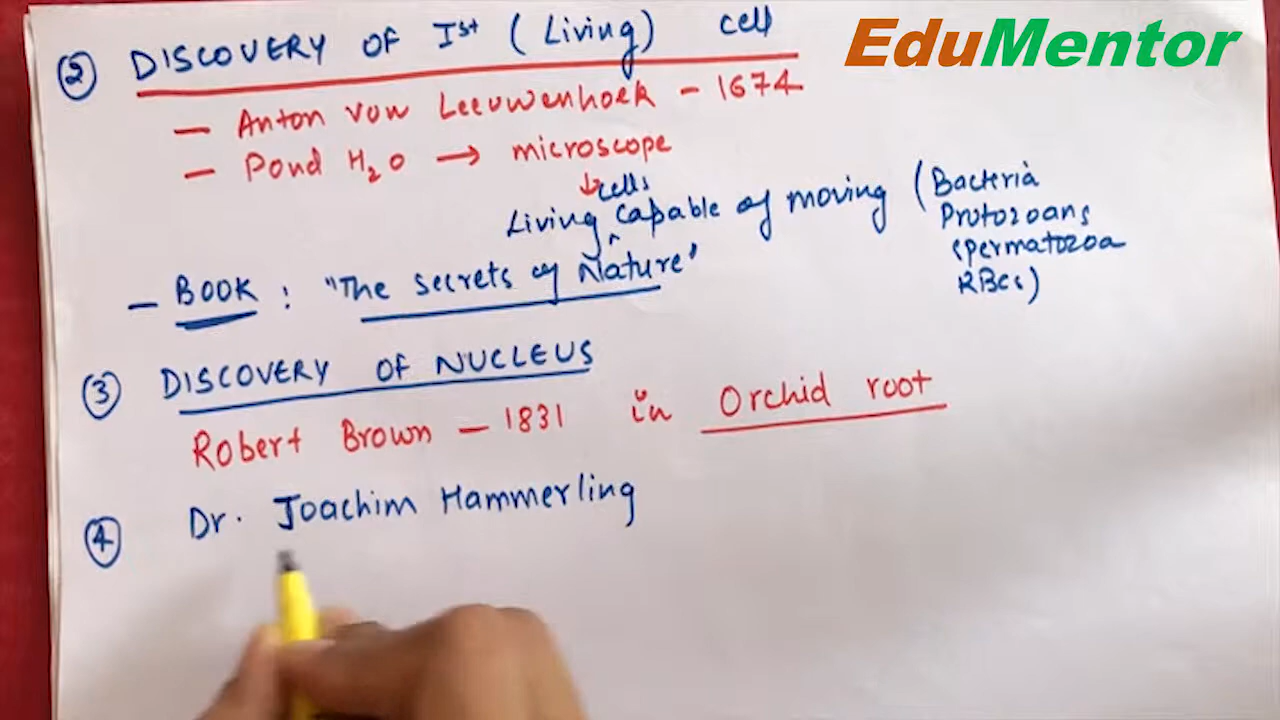 EduMentor
② DISCOVERY OF Ist (Living) cell
— Anton von Leeuwenhoek - 1674
— Pond H₂O → microscope
↓ cells
Living ^ capable of moving (Bacteria
Protozoans
spermatozoa
RBCs)
— BOOK : "The secrets of Nature"
③ DISCOVERY OF NUCLEUS
Robert Brown — 1831 in Orchid root
④ Dr. Joachim Hammerling